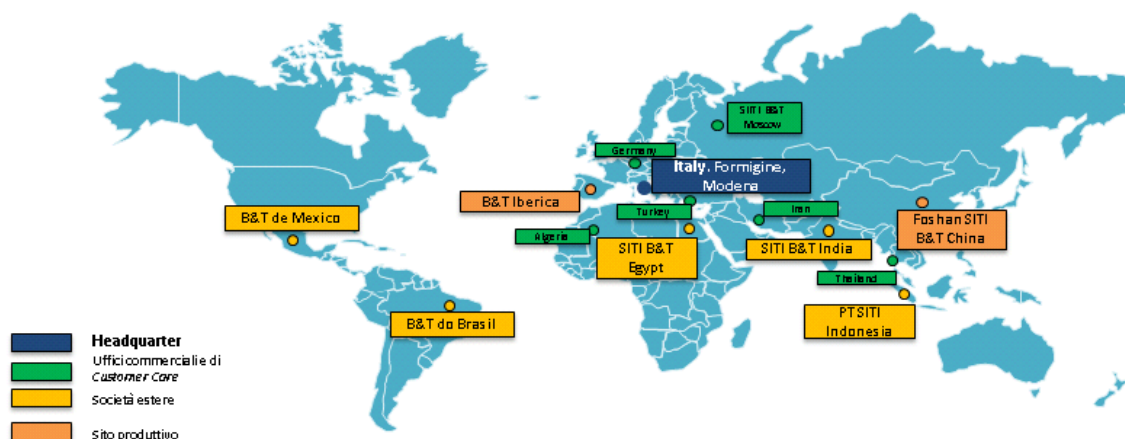 SITI B&T
Moscow
Germany
Italy. Formigine,
Modena
B&T Iberica
B&T de Mexico
Turkey
Iran
Foshan SITI
B&T China
Algeria
SITI B&T
Egypt
SITI B&T India
Thailand
B&T do Brasil
PT SITI
Indonesia
Headquarter
Uffici commerciali e di
Customer Care
Società estere
Sito produttivo